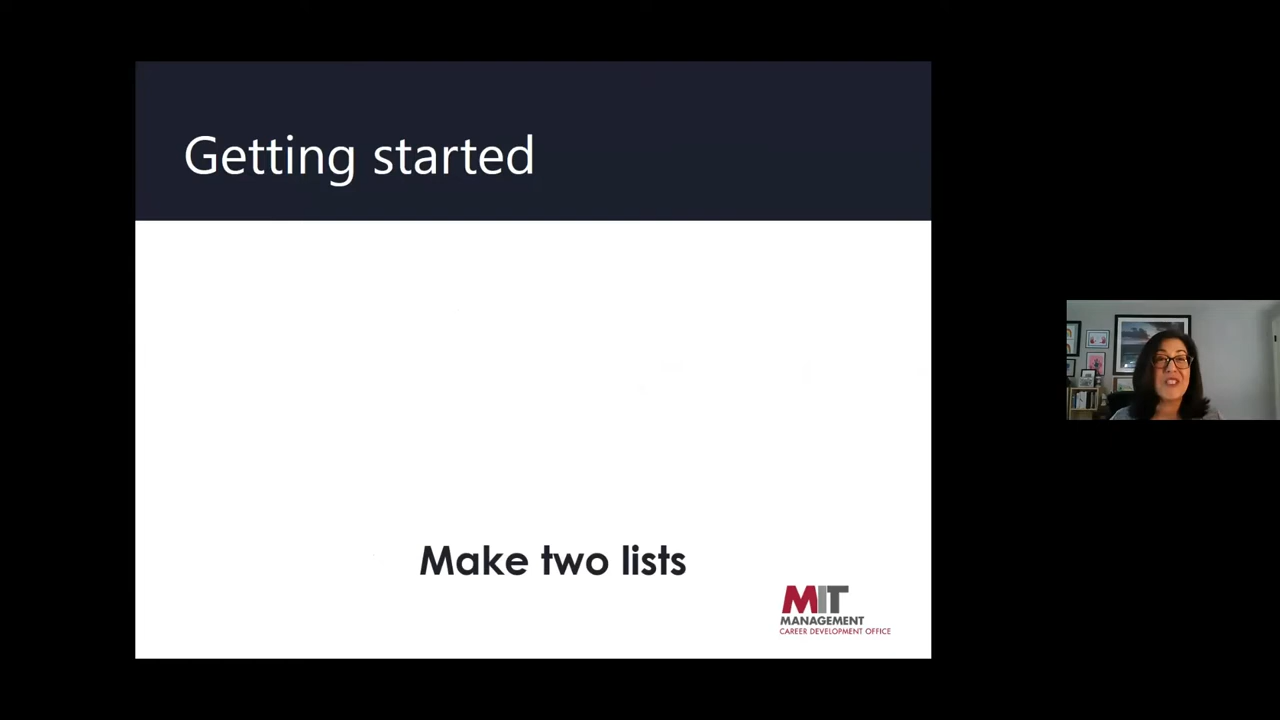 Getting started
Make two lists
MIT
MANAGEMENT
CAREER DEVELOPMENT OFFICE